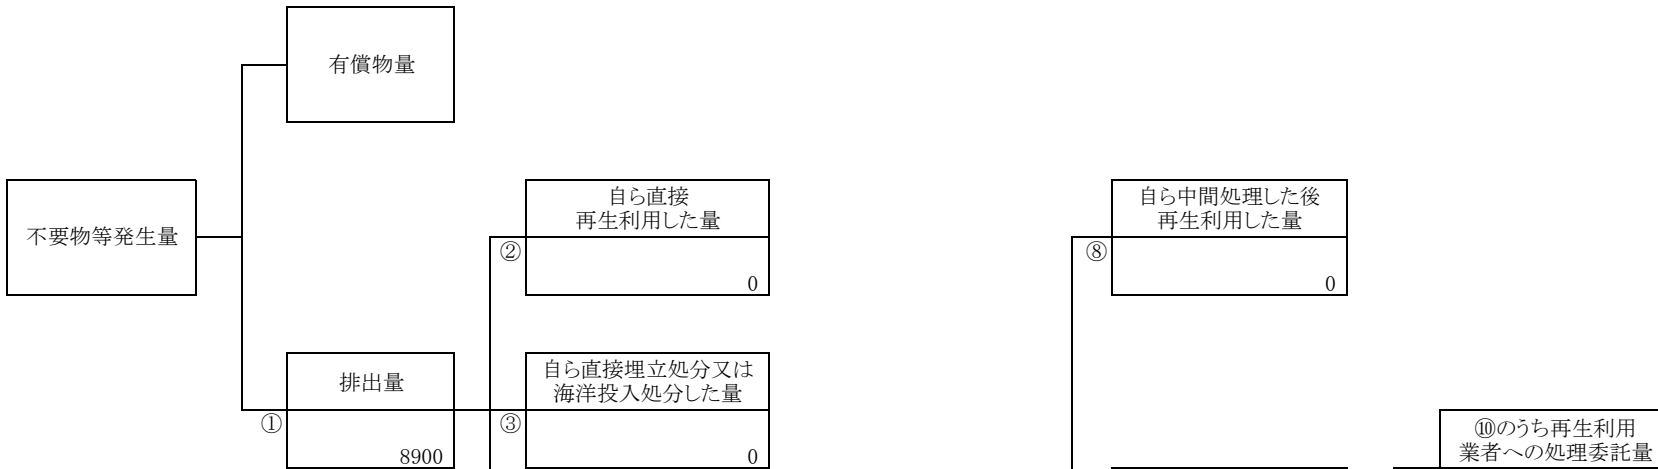 有償物量
不要物等発生量
自ら直接
再生利用した量
②
0
自ら中間処理した後
再生利用した量
⑧
0
排出量
①
8900
自ら直接埋立処分又は
海洋投入処分した量
③
0
⑩のうち再生利用
業者への処理委託量